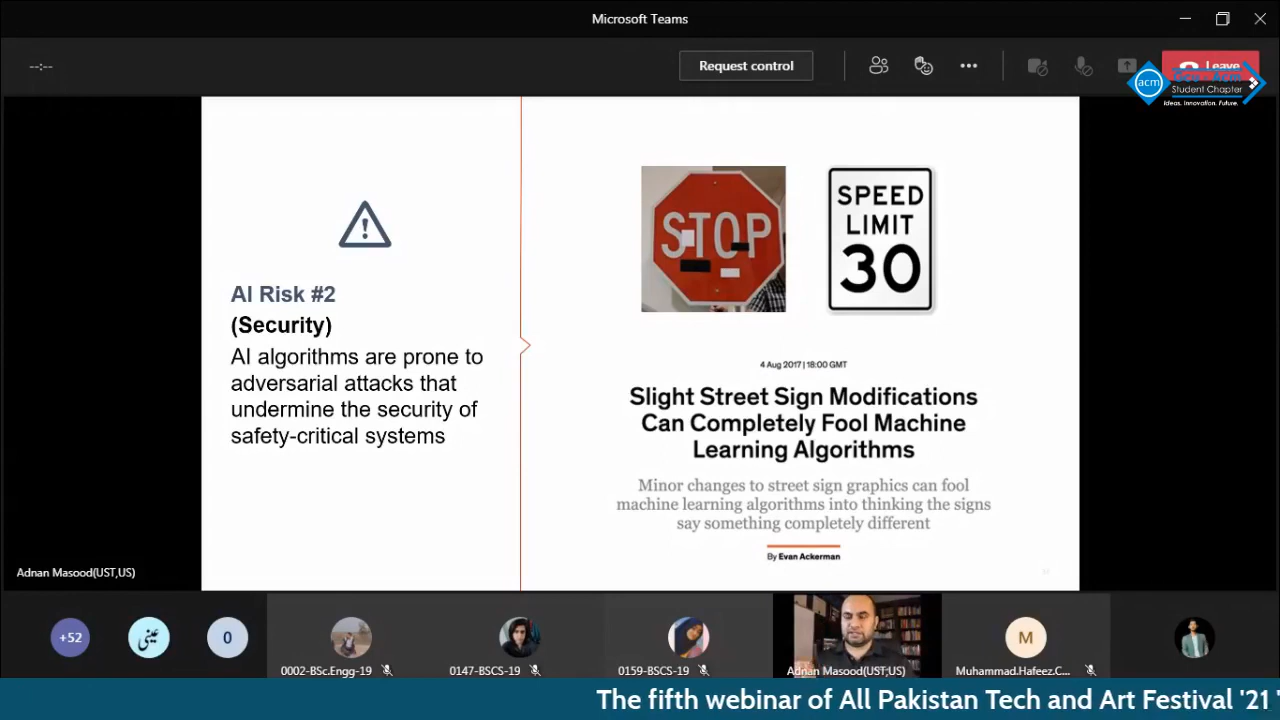 Microsoft Teams
--:--
Request control
Leave
acm
Student Chapter
Ideas. Innovation. Future.
AI Risk #2
(Security)
AI algorithms are prone to
adversarial attacks that
undermine the security of
safety-critical systems
STOP
SPEED
LIMIT
30
4 Aug 2017 | 18:00 GMT
Slight Street Sign Modifications
Can Completely Fool Machine
Learning Algorithms
Minor changes to street sign graphics can fool
machine learning algorithms into thinking the signs
say something completely different
By Evan Ackerman
Adnan Masood(UST,US)
+52
عینی
0
0002-BSc.Engg-19
0147-BSCS-19
0159-BSCS-19
Adnan Masood(UST,US)
M
Muhammad.Hafeez.C...
The fifth webinar of All Pakistan Tech and Art Festival '21 '